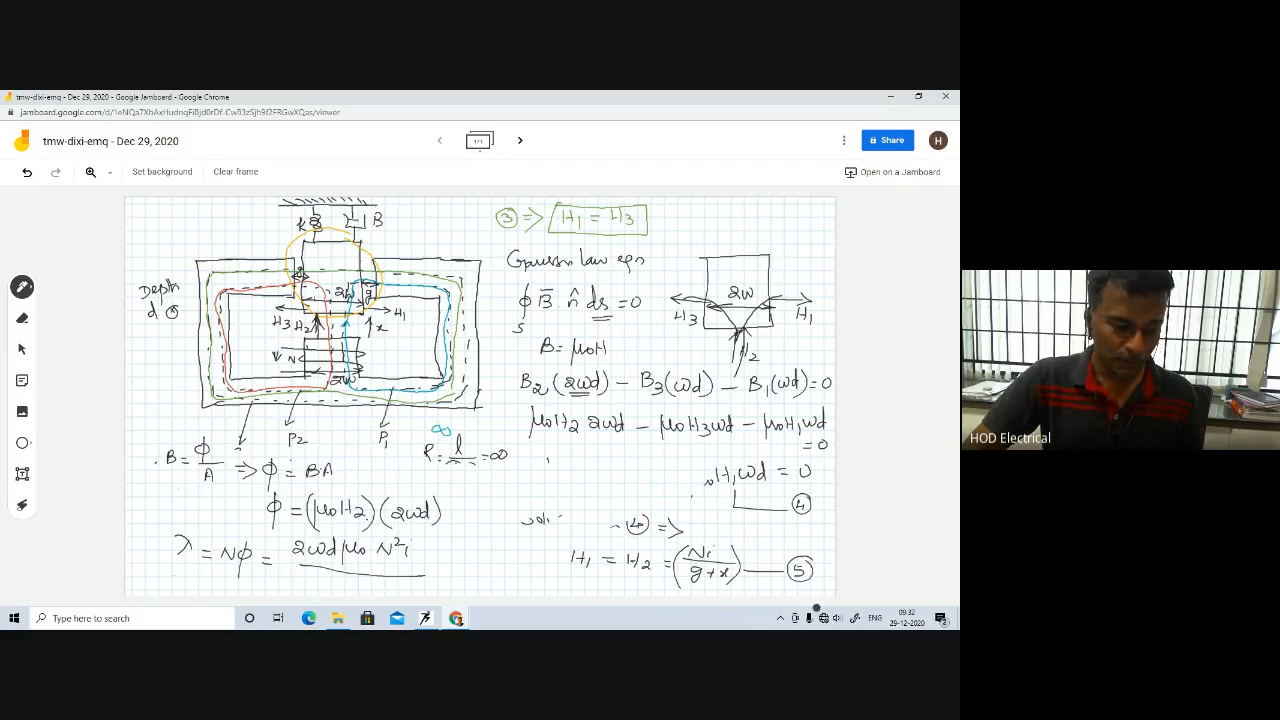 tmw-dixi-emq - Dec 29, 2020 - Google Jamboard - Google Chrome
tmw-dixi-emq - Dec 29, 2020
1/1
Share
H
Set background
Clear frame
Open on a Jamboard
K
B
③ => H₁ = H₃
Depth
d
2w
g
H₃ H₂
H₁
x
N
2w
P₂
P₁
∞
R = l = ∞
B = ϕ/A => ϕ = BA
ϕ = (μ₀H₂)(2wd)
λ = Nϕ = 2wdμ₀ N²i
∮ B̄ . n̂ ds = 0
S
B = μ₀H
B₂(2wd) - B₃(wd) - B₁(wd) = 0
μ₀H₂ 2wd - μ₀H₃wd - μ₀H₁wd = 0
H₁wd = 0
④
④ =>
H₁ = H₂ = (Ni/g+x) — ⑤
2w
H₃
H₁
H₂
HOD Electrical
Type here to search
ENG
09:32
29-12-2020